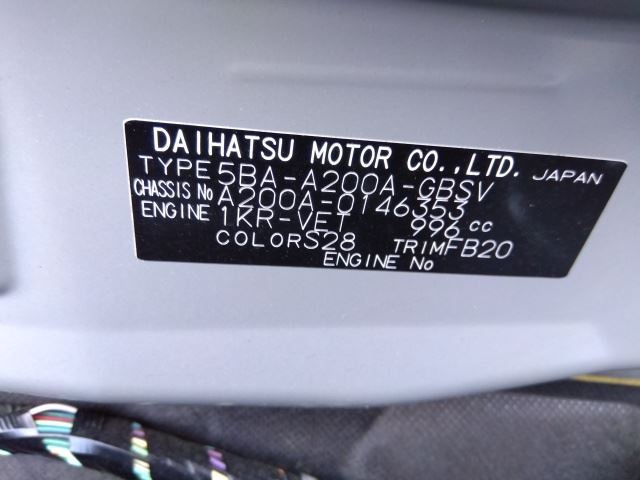 DAIHATSU MOTOR CO.,LTD. JAPAN
TYPE 5BA-A200A-GBSV
CHASSIS No A200A-0146353
ENGINE 1KR-VET 996 cc
COLOR S28 TRIM FB20
ENGINE No